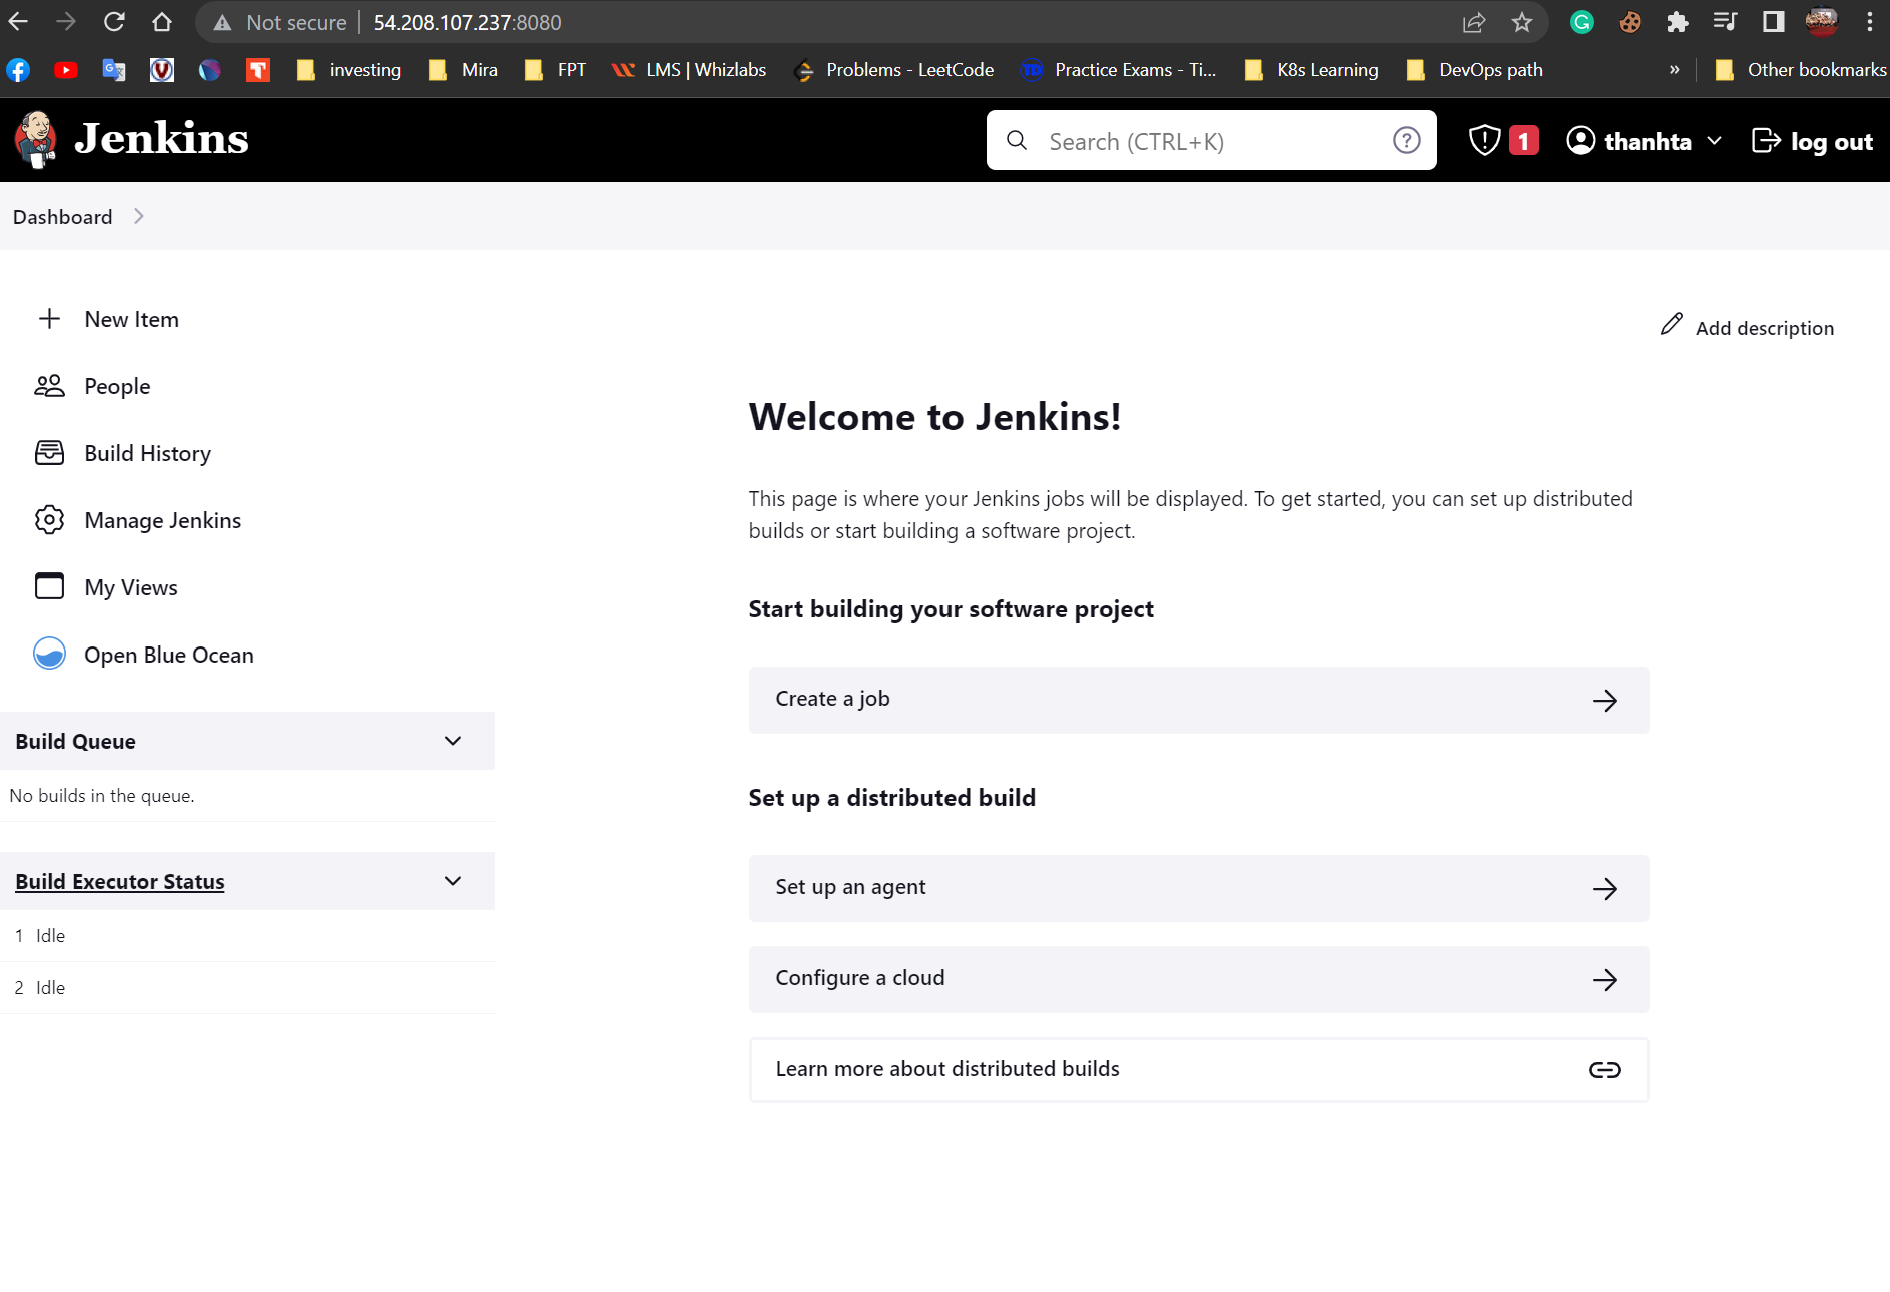 Not secure 54.208.107.237:8080
investing Mira FPT LMS | Whizlabs Problems - LeetCode Practice Exams - Ti... K8s Learning DevOps path » Other bookmarks
Jenkins Search (CTRL+K) 1 thanhta log out
Dashboard
New Item
People
Build History
Manage Jenkins
My Views
Open Blue Ocean
Build Queue
No builds in the queue.
Build Executor Status
1 Idle
2 Idle
Add description
Welcome to Jenkins!
This page is where your Jenkins jobs will be displayed. To get started, you can set up distributed
builds or start building a software project.
Start building your software project
Create a job
Set up a distributed build
Set up an agent
Configure a cloud
Learn more about distributed builds